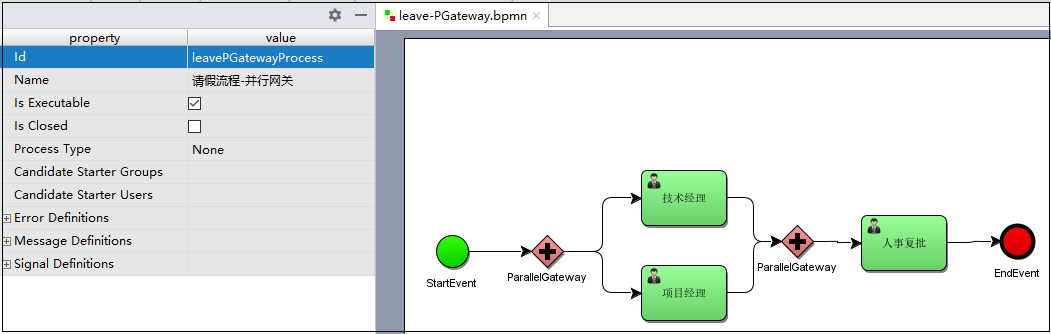 property value
Id leavePGatewayProcess
Name 请假流程-并行网关
Is Executable
Is Closed
Process Type None
Candidate Starter Groups
Candidate Starter Users
Error Definitions
Message Definitions
Signal Definitions
leave-PGateway.bpmn
技术经理
StartEvent
ParallelGateway
项目经理
ParallelGateway
人事复批
EndEvent